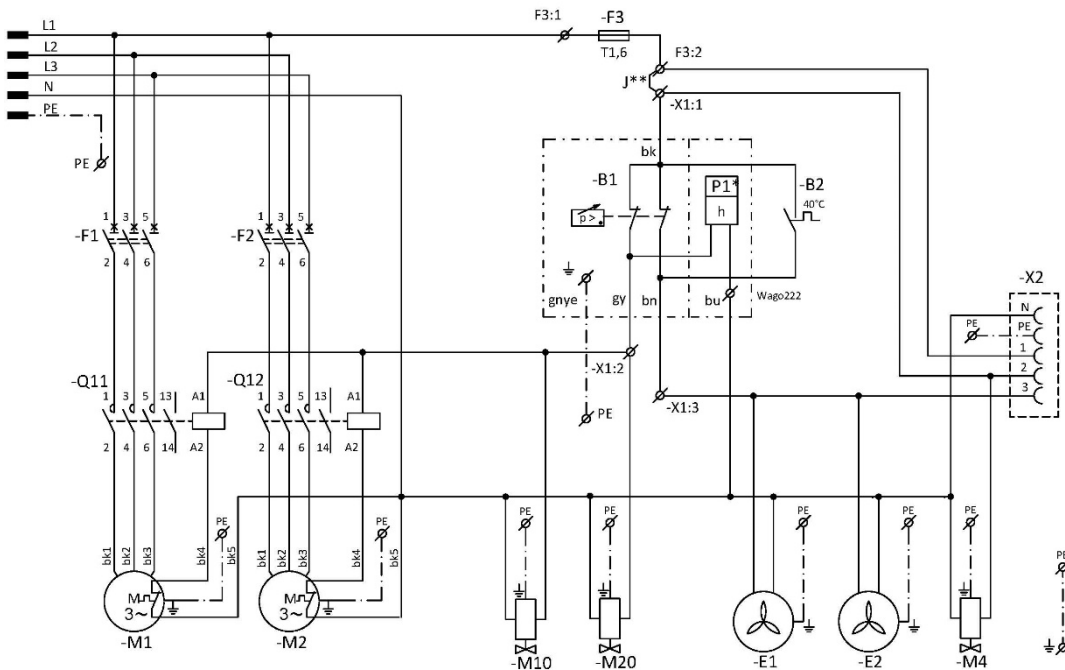 F3:1
-F3
L1
T1,6
F3:2
L2
L3
J**
N
-X1:1
PE
PE
bk
-B1
P1*
-B2
40°C
h
p >
1 3 5
-F1
2 4 6
1 3 5
-F2
2 4 6
gnye
gy
bn
bu
Wago222
-X2
N
PE
PE
1
2
3
-X1:2
-X1:3
PE
-Q11
1 3 5 13 A1
2 4 6 14 A2
-Q12
1 3 5 13 A1
2 4 6 14 A2
bk1
bk2
bk3
bk4
bk5
PE
bk1
bk2
bk3
bk4
bk5
PE
PE
PE
PE
PE
PE
PE
M
3~
M
3~
-M1
-M2
-M10
-M20
-E1
-E2
-M4